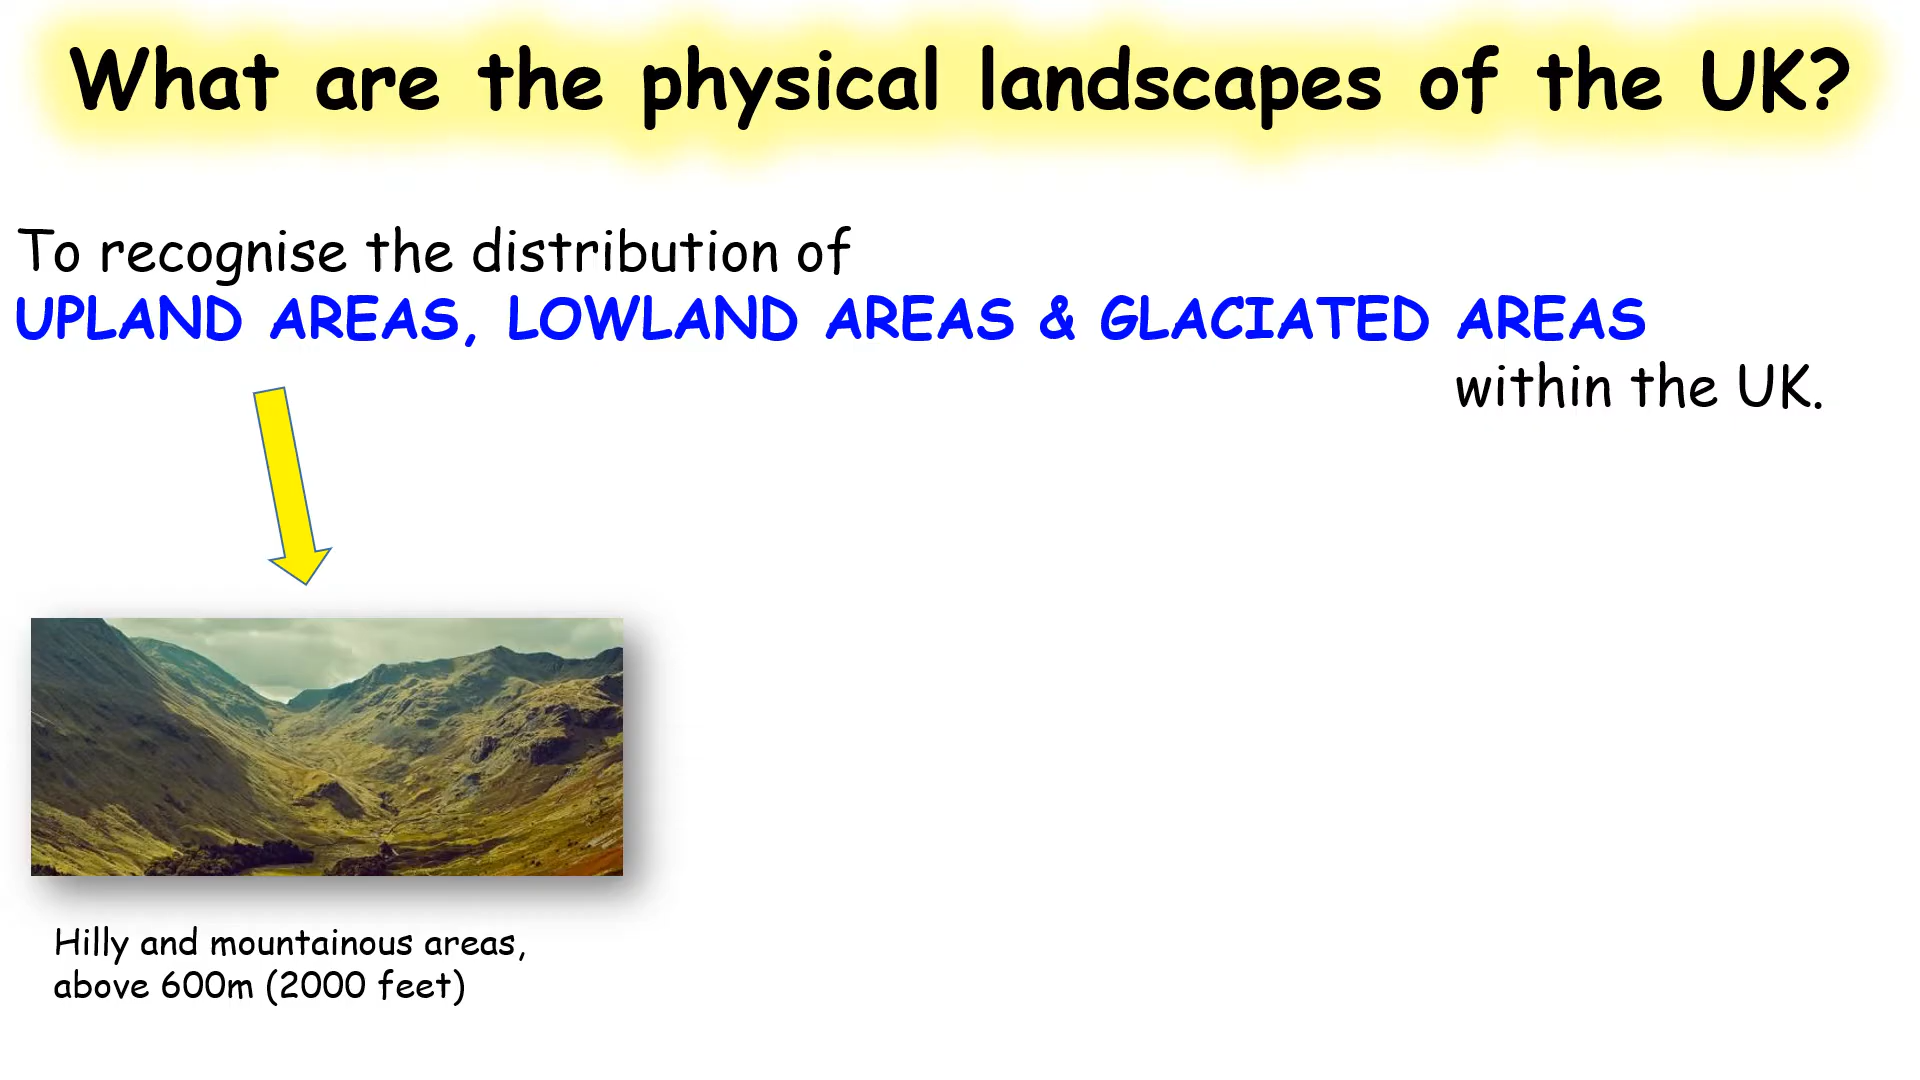 What are the physical landscapes of the UK?
To recognise the distribution of
UPLAND AREAS, LOWLAND AREAS & GLACIATED AREAS
within the UK.
Hilly and mountainous areas,
above 600m (2000 feet)